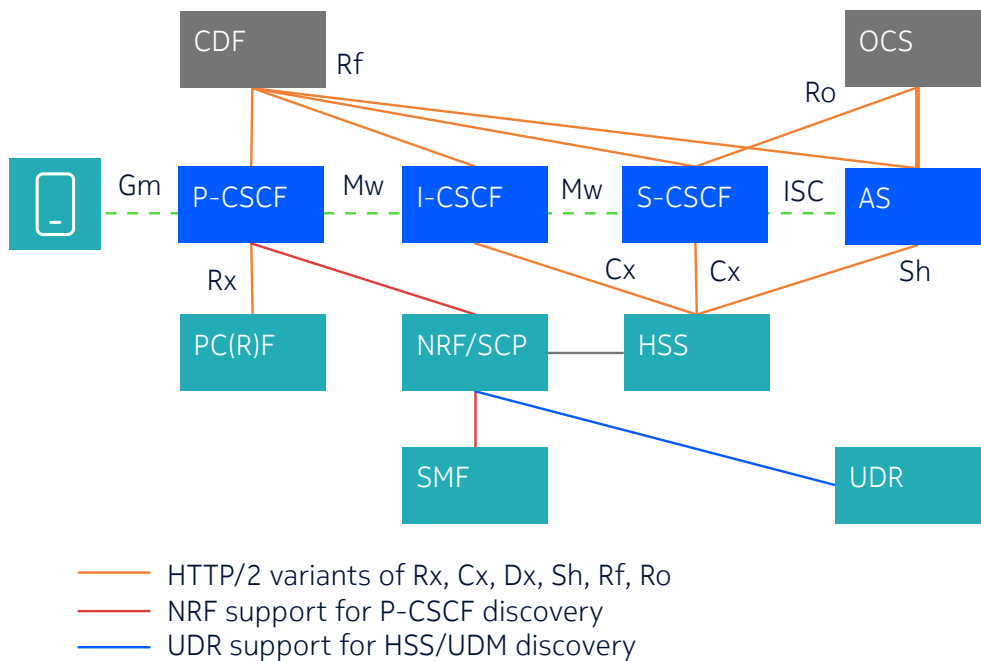 CDF
OCS
Rf
Ro
Gm
P-CSCF
Mw
I-CSCF
Mw
S-CSCF
ISC
AS
Rx
Cx
Cx
Sh
PC(R)F
NRF/SCP
HSS
SMF
UDR
HTTP/2 variants of Rx, Cx, Dx, Sh, Rf, Ro
NRF support for P-CSCF discovery
UDR support for HSS/UDM discovery